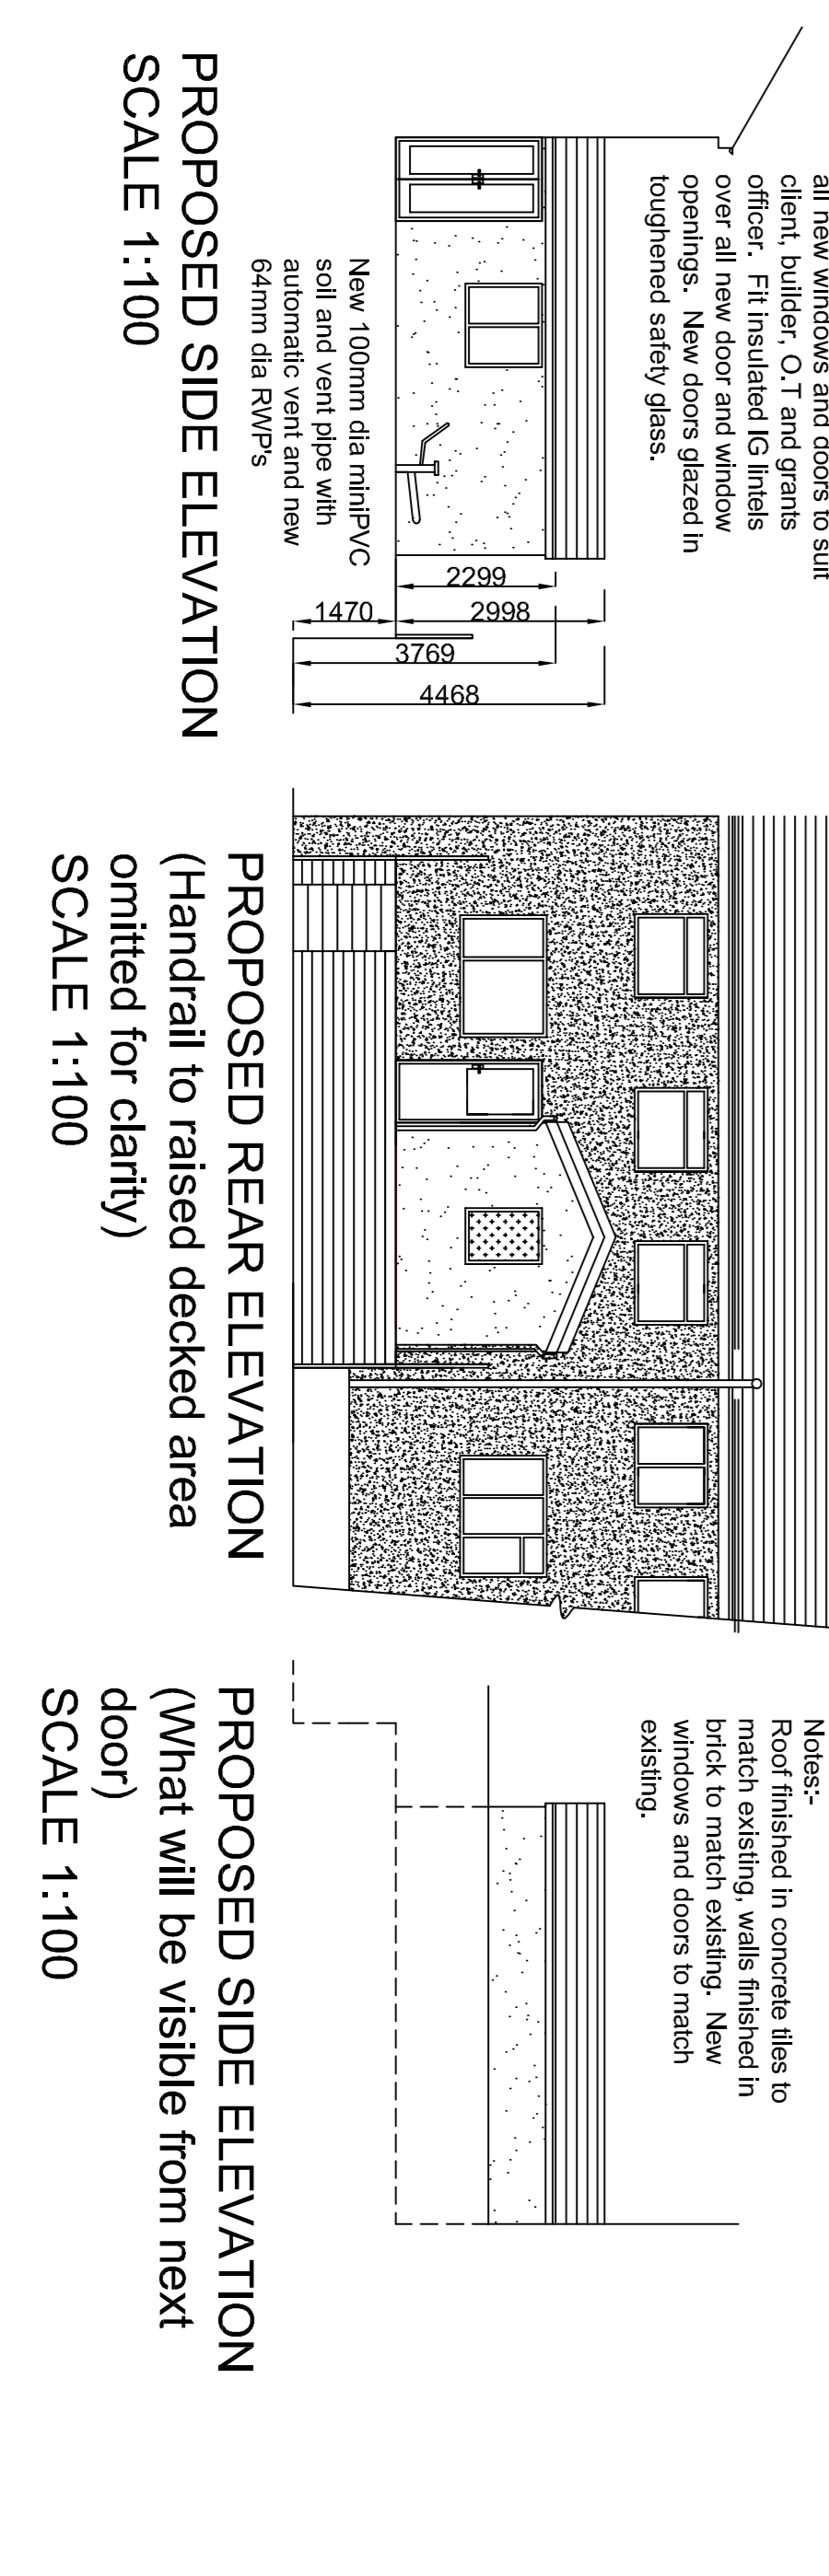 all new windows and doors to suit
client, builder, O.T and grants
officer. Fit insulated IG lintels
over all new door and window
openings. New doors glazed in
toughened safety glass.
2299
1470
2998
3769
4468
New 100mm dia miniPVC
soil and vent pipe with
automatic vent and new
64mm dia RWP's
PROPOSED SIDE ELEVATION
SCALE 1:100
PROPOSED REAR ELEVATION
(Handrail to raised decked area
omitted for clarity)
SCALE 1:100
Notes:-
Roof finished in concrete tiles to
match existing, walls finished in
brick to match existing. New
windows and doors to match
existing.
PROPOSED SIDE ELEVATION
(What will be visible from next
door)
SCALE 1:100